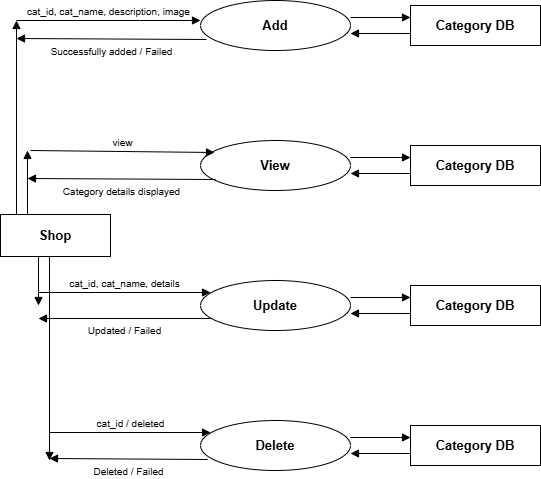 cat_id, cat_name, description, image
Add
Category DB
Successfully added / Failed
view
View
Category DB
Category details displayed
Shop
cat_id, cat_name, details
Update
Category DB
Updated / Failed
cat_id / deleted
Delete
Category DB
Deleted / Failed